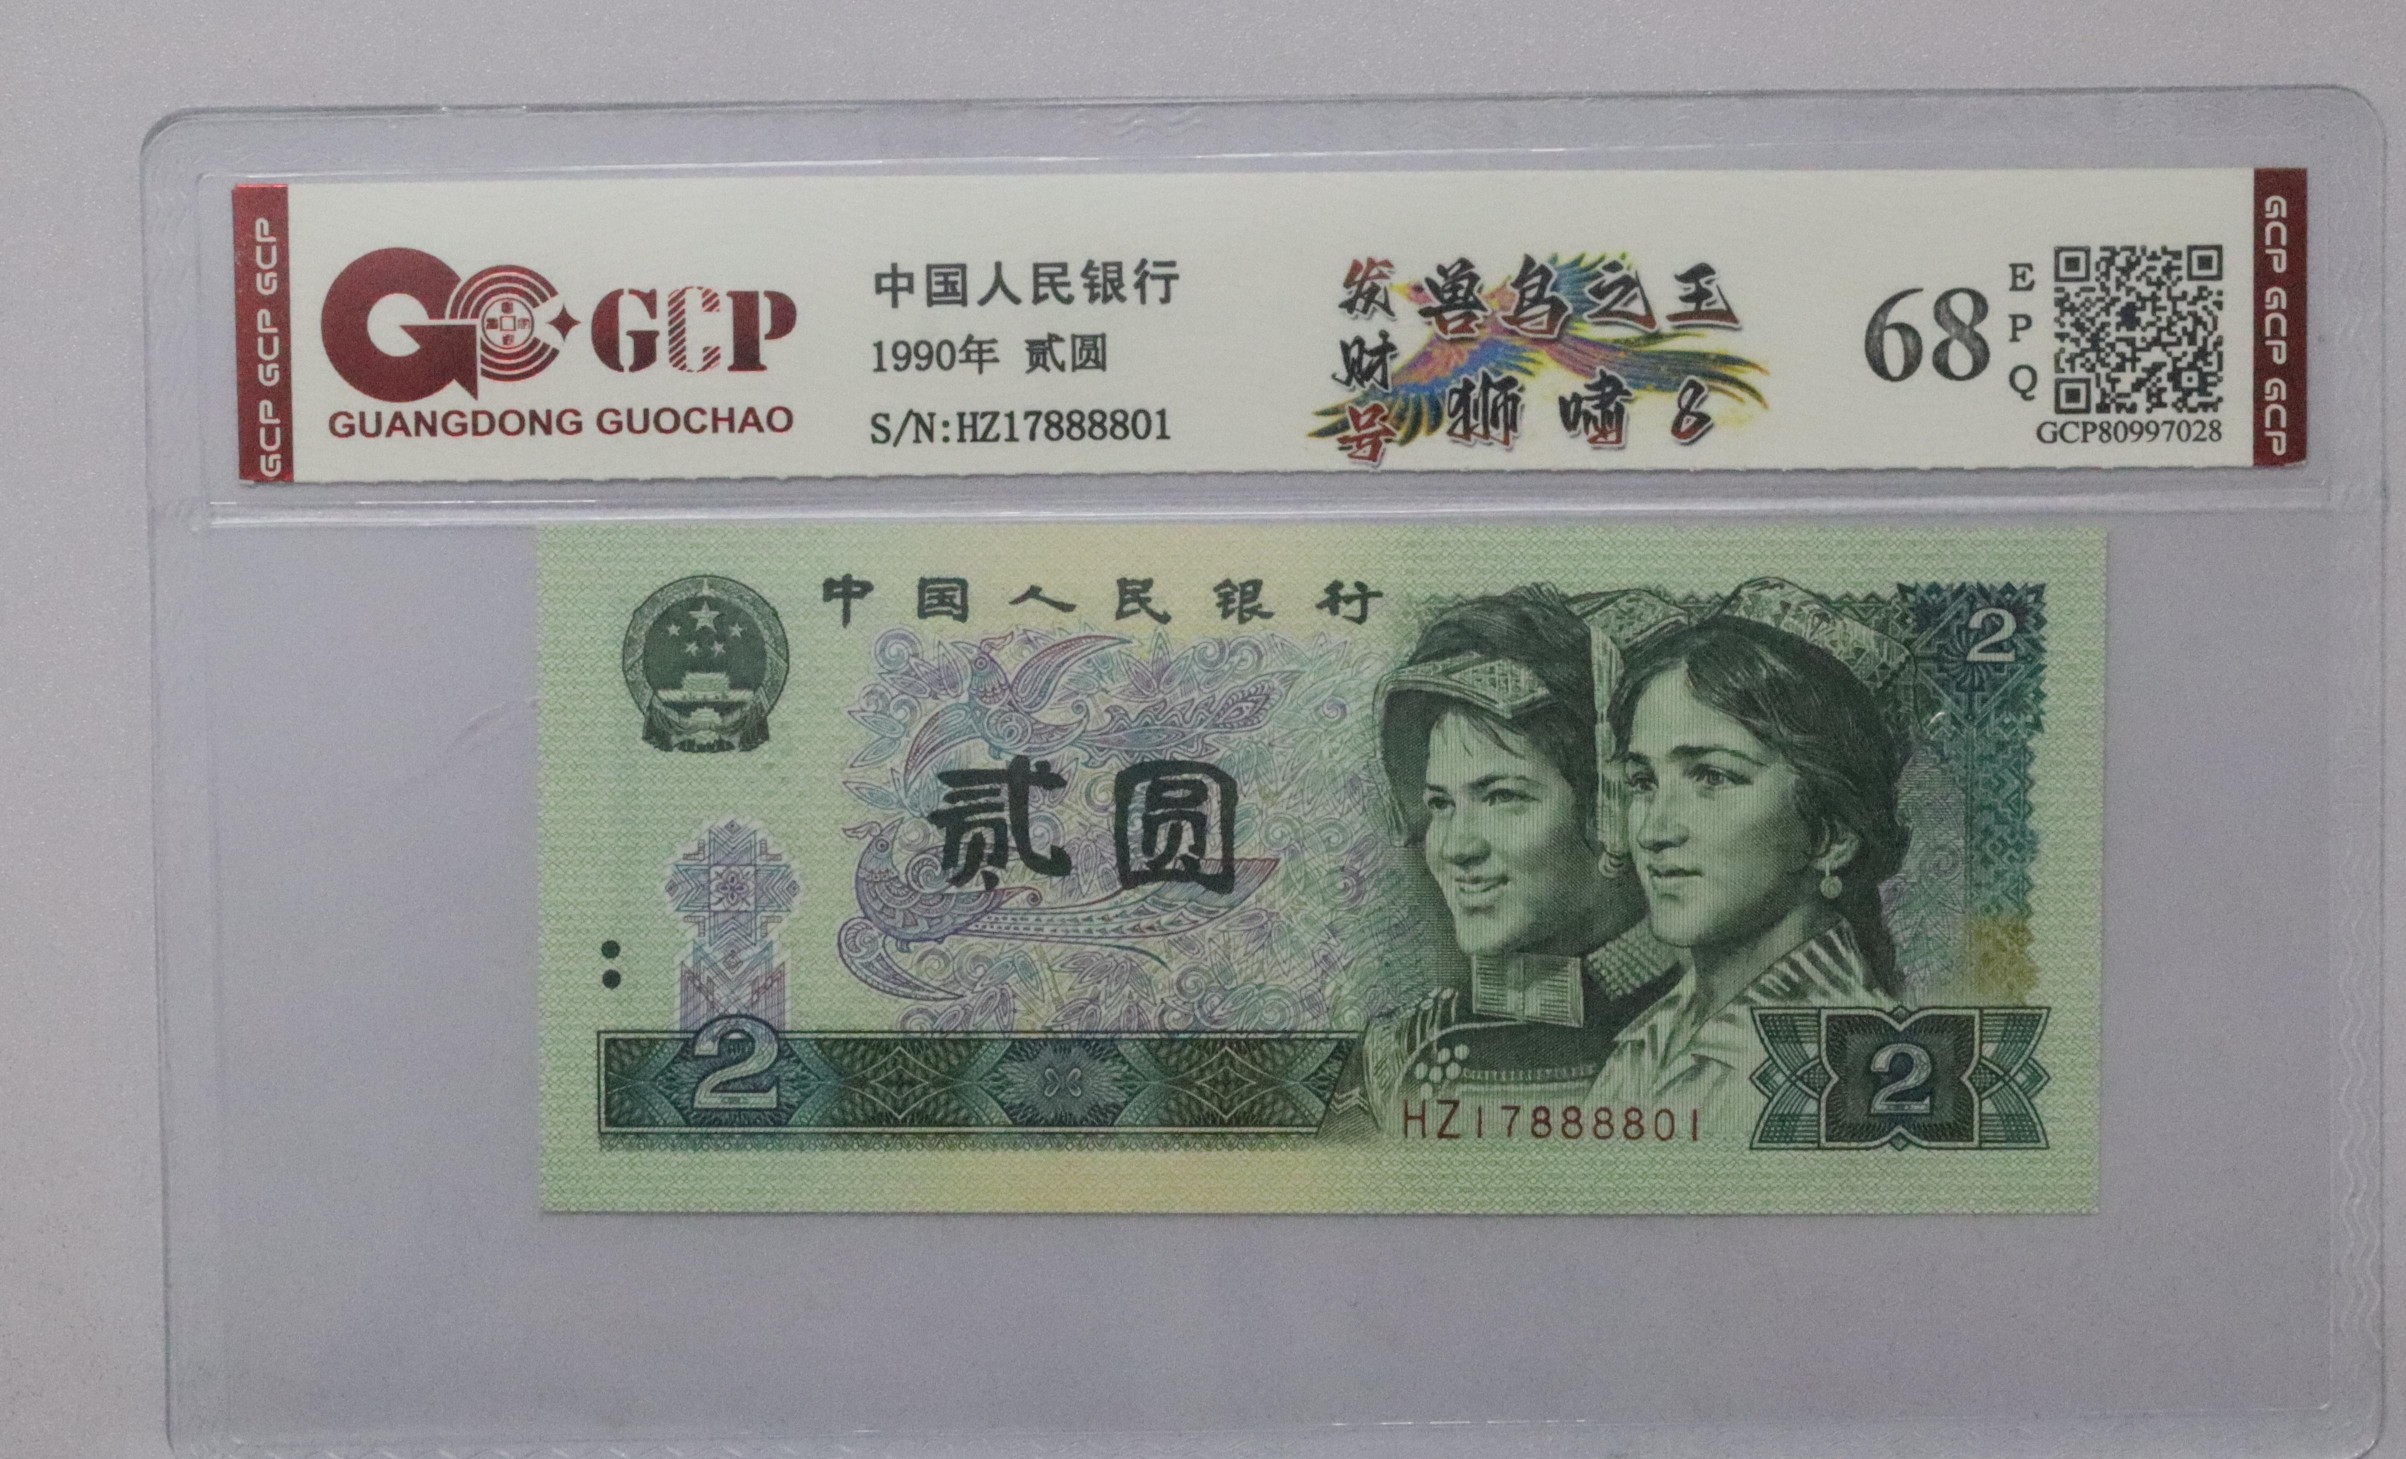 GCP GCP GCP
GCP
GUANGDONG GUOCHAO
中国人民银行
1990年 贰圆
S/N:HZ17888801
发财号
兽鸟之王
狮啸8
68
EPQ
GCP80997028
GCP GCP GCP
中国人民银行
2
贰圆
2
HZ17888801
2